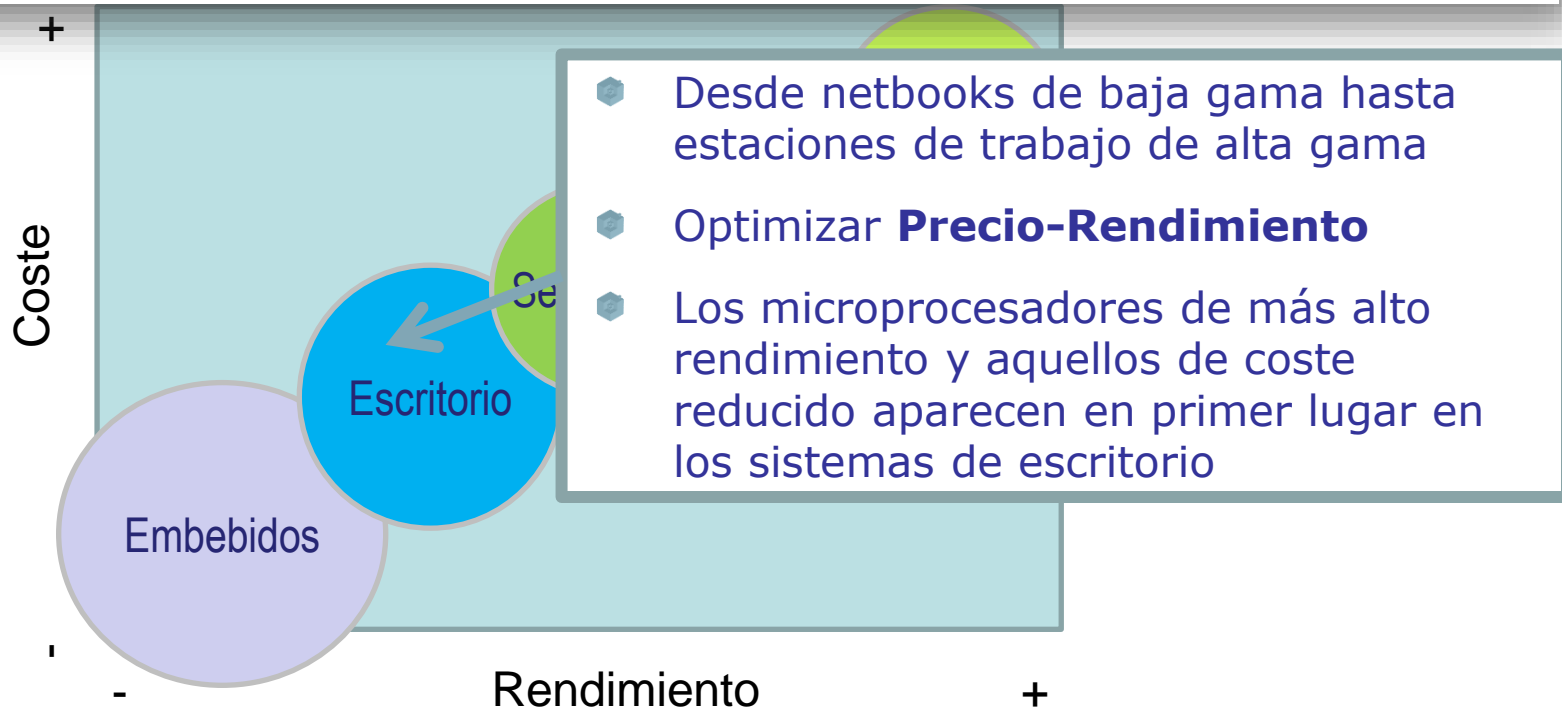 +
Desde netbooks de baja gama hasta
estaciones de trabajo de alta gama
Optimizar Precio-Rendimiento
Los microprocesadores de más alto
rendimiento y aquellos de coste
reducido aparecen en primer lugar en
los sistemas de escritorio
Coste
Escritorio
Embebidos
-
-
Rendimiento
+